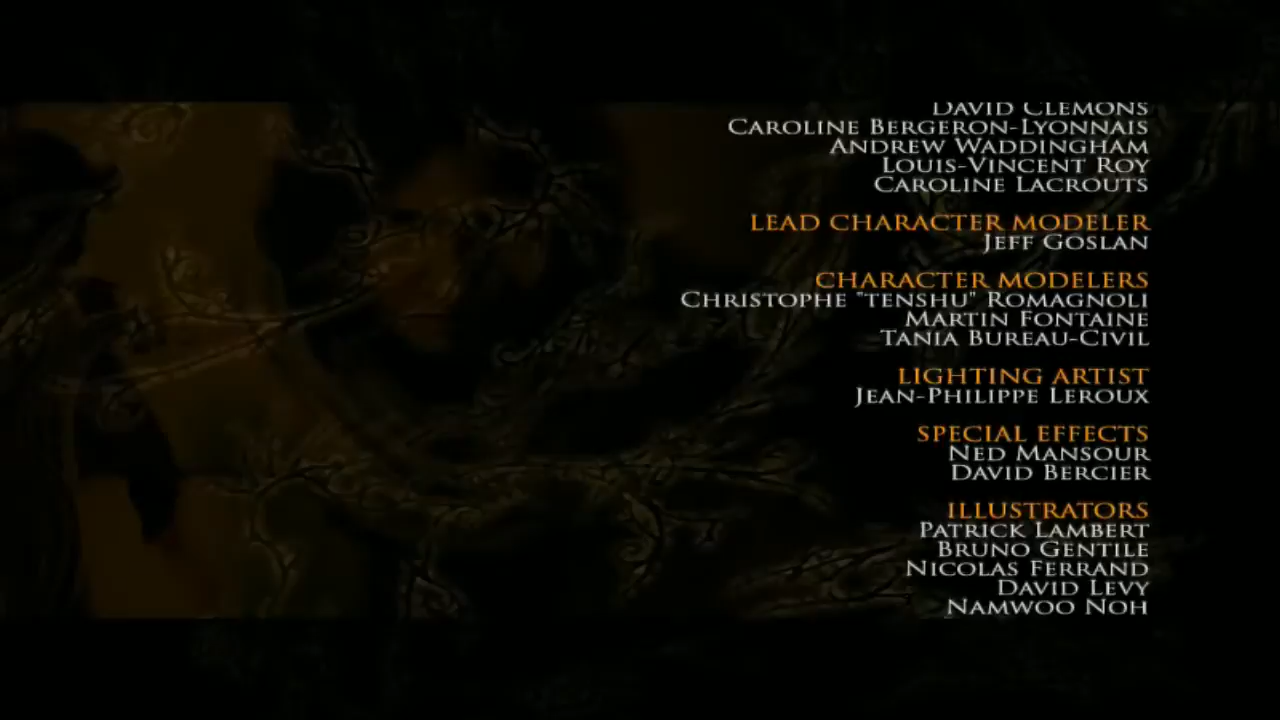 DAVID CLEMONS
CAROLINE BERGERON-LYONNAIS
ANDREW WADDINGHAM
LOUIS-VINCENT ROY
CAROLINE LACROUTS
LEAD CHARACTER MODELER
JEFF GOSLAN
CHARACTER MODELERS
CHRISTOPHE "TENSHU" ROMAGNOLI
MARTIN FONTAINE
TANIA BUREAU-CIVIL
LIGHTING ARTIST
JEAN-PHILIPPE LEROUX
SPECIAL EFFECTS
NED MANSOUR
DAVID BERCIER
ILLUSTRATORS
PATRICK LAMBERT
BRUNO GENTILE
NICOLAS FERRAND
DAVID LEVY
NAMWOO NOH